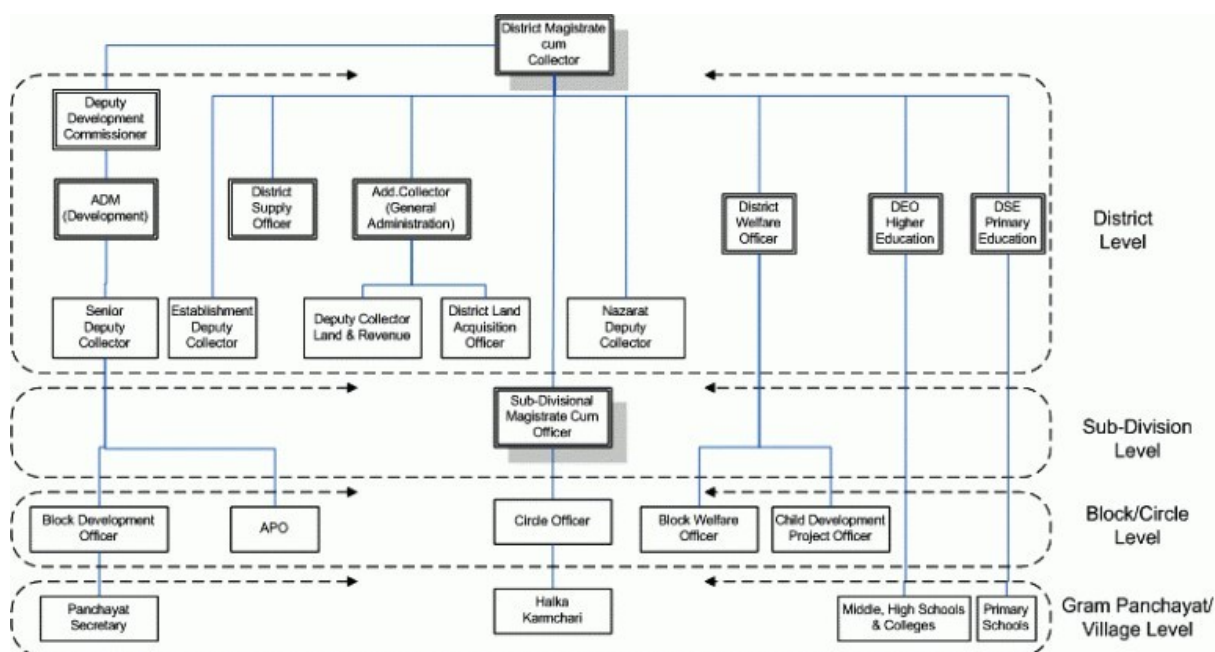 District Magistrate
cum
Collector
Deputy
Development
Commissioner
ADM
(Development)
District
Supply
Officer
Add.Collector
(General
Administration)
District
Welfare
Officer
DEO
Higher
Education
DSE
Primary
Education
District
Level
Senior
Deputy
Collector
Establishment
Deputy
Collector
Deputy Collector
Land & Revenue
District Land
Acquisition
Officer
Nazarat
Deputy
Collector
Sub-Divisional
Magistrate Cum
Officer
Sub-Division
Level
Block Development
Officer
APO
Circle Officer
Block Welfare
Officer
Child Development
Project Officer
Block/Circle
Level
Panchayat
Secretary
Halka
Karmchari
Middle, High Schools
& Colleges
Primary
Schools
Gram Panchayat/
Village Level